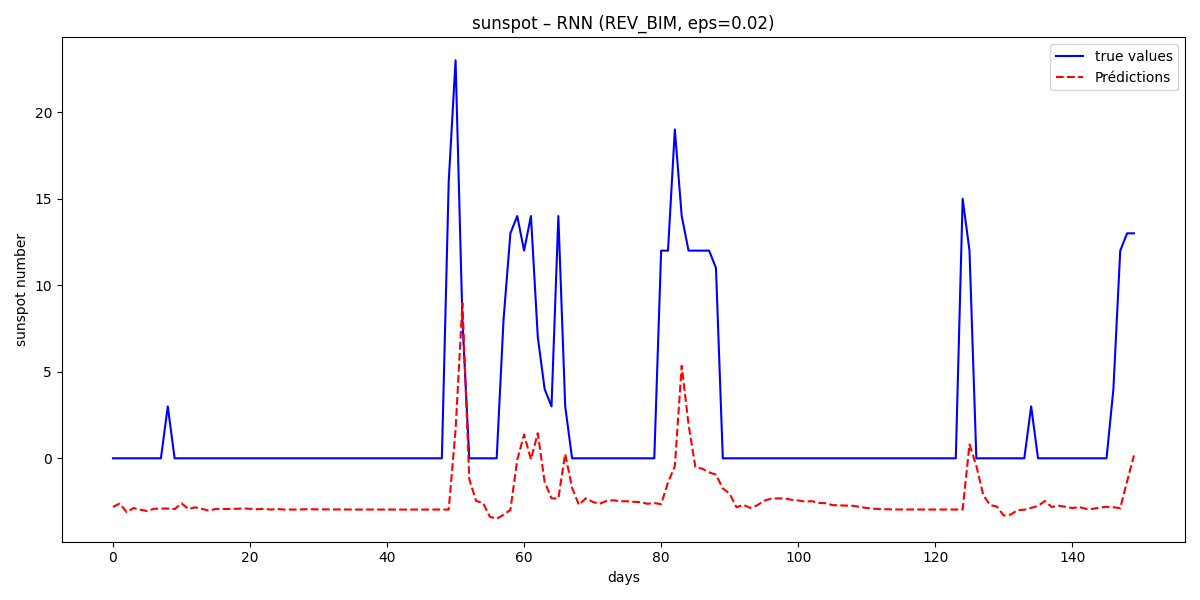 sunspot – RNN (REV_BIM, eps=0.02)
true values
Prédictions
sunspot number
20
15
10
5
0
0 20 40 60 80 100 120 140
days